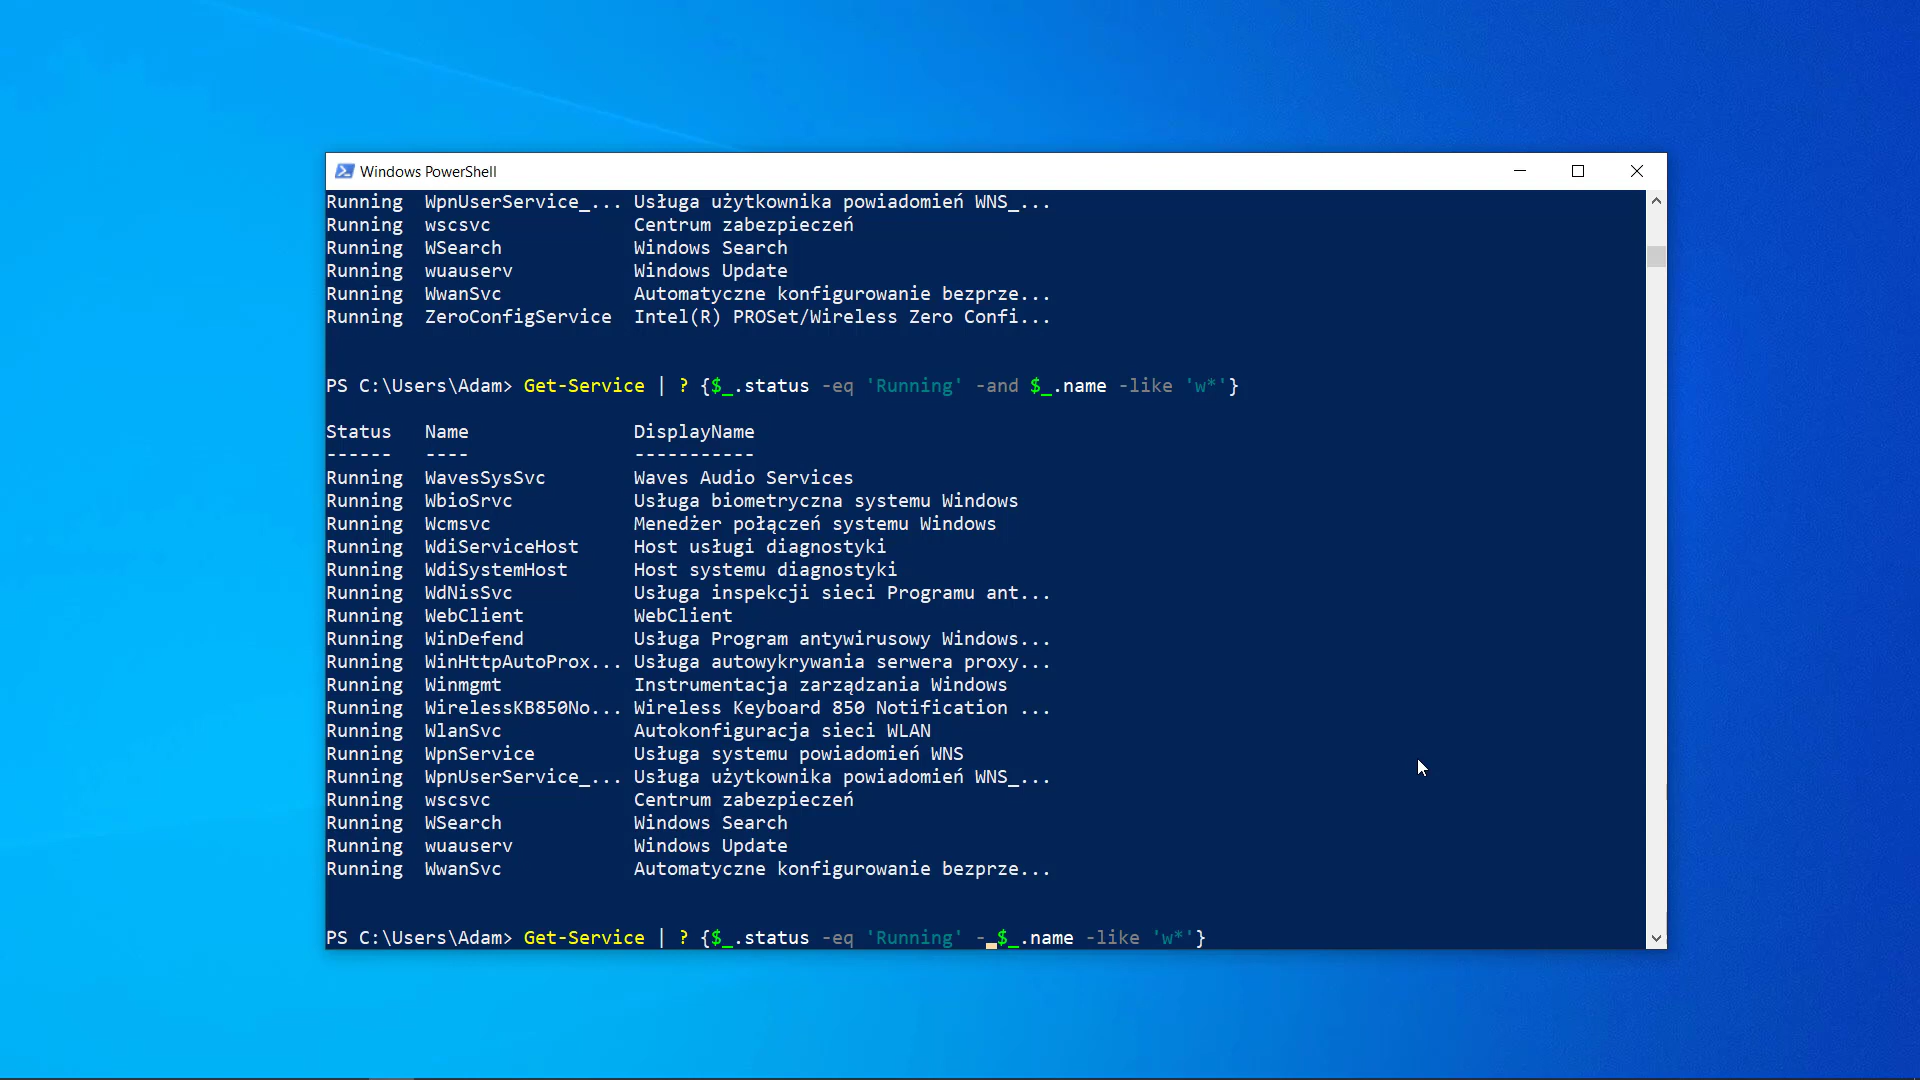 Windows PowerShell
Running  WpnUserService_... Usługa użytkownika powiadomień WNS_...
Running  wscsvc             Centrum zabezpieczeń
Running  WSearch            Windows Search
Running  wuauserv           Windows Update
Running  WwanSvc            Automatyczne konfigurowanie bezprze...
Running  ZeroConfigService  Intel(R) PROSet/Wireless Zero Confi...
PS C:\Users\Adam> Get-Service | ? {$_.status -eq 'Running' -and $_.name -like 'w*'}
Status   Name               DisplayName
------   ----               -----------
Running  WavesSysSvc        Waves Audio Services
Running  WbioSrvc           Usługa biometryczna systemu Windows
Running  Wcmsvc             Menedżer połączeń systemu Windows
Running  WdiServiceHost     Host usługi diagnostyki
Running  WdiSystemHost      Host systemu diagnostyki
Running  WdNisSvc           Usługa inspekcji sieci Programu ant...
Running  WebClient          WebClient
Running  WinDefend          Usługa Program antywirusowy Windows...
Running  WinHttpAutoProx... Usługa autowykrywania serwera proxy...
Running  Winmgmt            Instrumentacja zarządzania Windows
Running  WirelessKB850No... Wireless Keyboard 850 Notification ...
Running  WlanSvc            Autokonfiguracja sieci WLAN
Running  WpnService         Usługa systemu powiadomień WNS
Running  WpnUserService_... Usługa użytkownika powiadomień WNS_...
Running  wscsvc             Centrum zabezpieczeń
Running  WSearch            Windows Search
Running  wuauserv           Windows Update
Running  WwanSvc            Automatyczne konfigurowanie bezprze...
PS C:\Users\Adam> Get-Service | ? {$_.status -eq 'Running' - $_.name -like 'w*'}